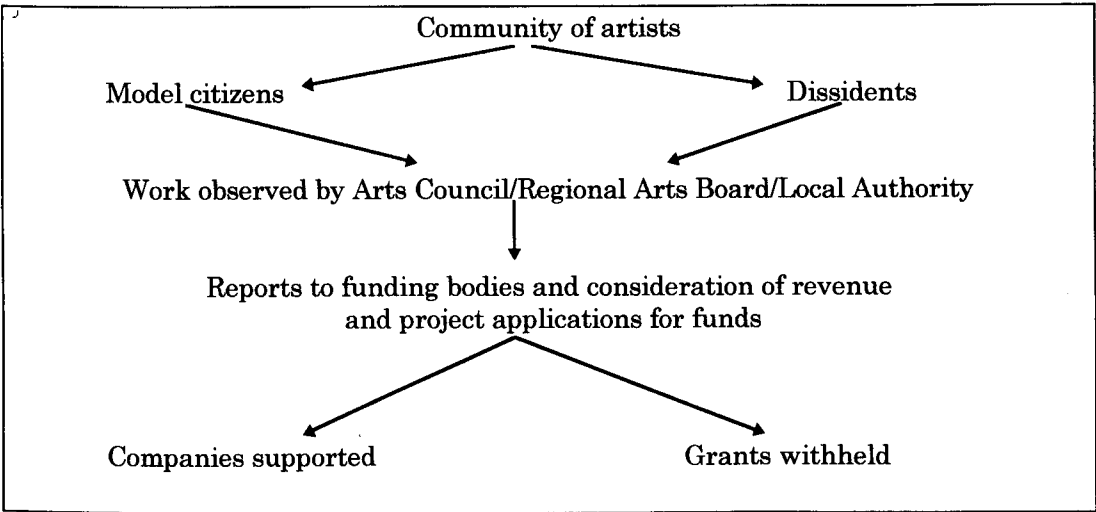 Community of artists
Model citizens
Dissidents
Work observed by Arts Council/Regional Arts Board/Local Authority
Reports to funding bodies and consideration of revenue
and project applications for funds
Companies supported
Grants withheld